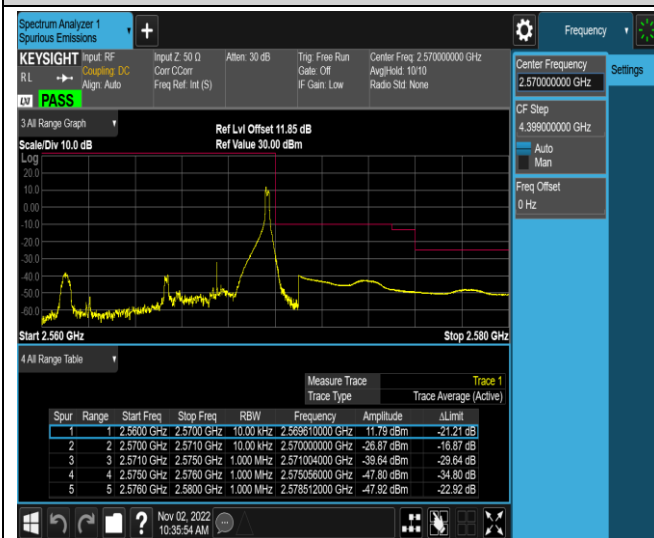 Spectrum Analyzer 1
Spurious Emissions
+
Frequency
KEYSIGHT
Input: RF
Coupling: DC
Align: Auto
Input Z: 50 Ω
Corr CCorr
Freq Ref: Int (S)
Atten: 30 dB
Trig: Free Run
Gate: Off
IF Gain: Low
Center Freq: 2.570000000 GHz
Avg|Hold: 10/10
Radio Std: None
RL
LXI PASS
Center Frequency
2.570000000 GHz
Settings
CF Step
4.399000000 GHz
Auto
Man
Freq Offset
0 Hz
3 All Range Graph
Ref Lvl Offset 11.85 dB
Scale/Div 10.0 dB
Ref Value 30.00 dBm
Log
20.0
10.0
0.00
-10.0
-20.0
-30.0
-40.0
-50.0
-60.0
Start 2.560 GHz
Stop 2.580 GHz
4 All Range Table
Measure Trace Trace 1
Trace Type Trace Average (Active)
Spur Range Start Freq Stop Freq RBW Frequency Amplitude ΔLimit
1 1 2.5600 GHz 2.5700 GHz 10.00 kHz 2.569610000 GHz 11.79 dBm -21.21 dB
2 2 2.5700 GHz 2.5710 GHz 10.00 kHz 2.570000000 GHz -26.87 dBm -16.87 dB
3 3 2.5710 GHz 2.5750 GHz 1.000 MHz 2.571004000 GHz -39.64 dBm -29.64 dB
4 4 2.5750 GHz 2.5760 GHz 1.000 MHz 2.575056000 GHz -47.80 dBm -34.80 dB
5 5 2.5760 GHz 2.5800 GHz 1.000 MHz 2.578512000 GHz -47.92 dBm -22.92 dB
?
Nov 02, 2022
10:35:54 AM